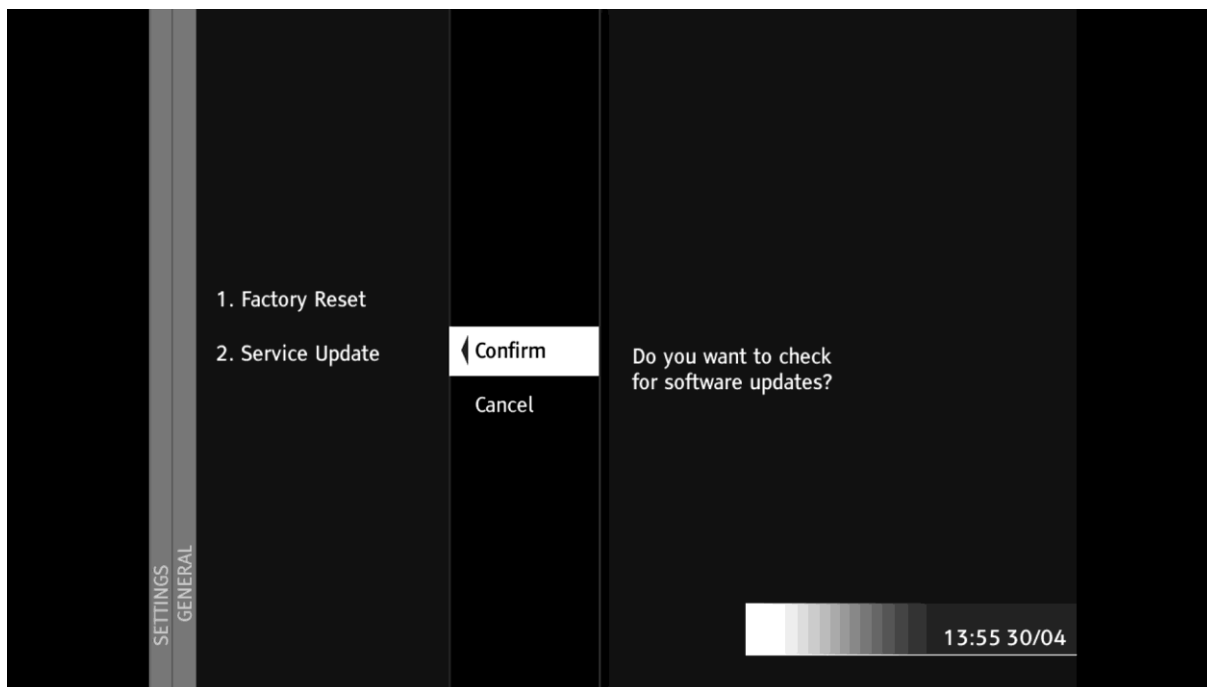 SETTINGS
GENERAL
1. Factory Reset
2. Service Update
Confirm
Cancel
Do you want to check
for software updates?
13:55 30/04